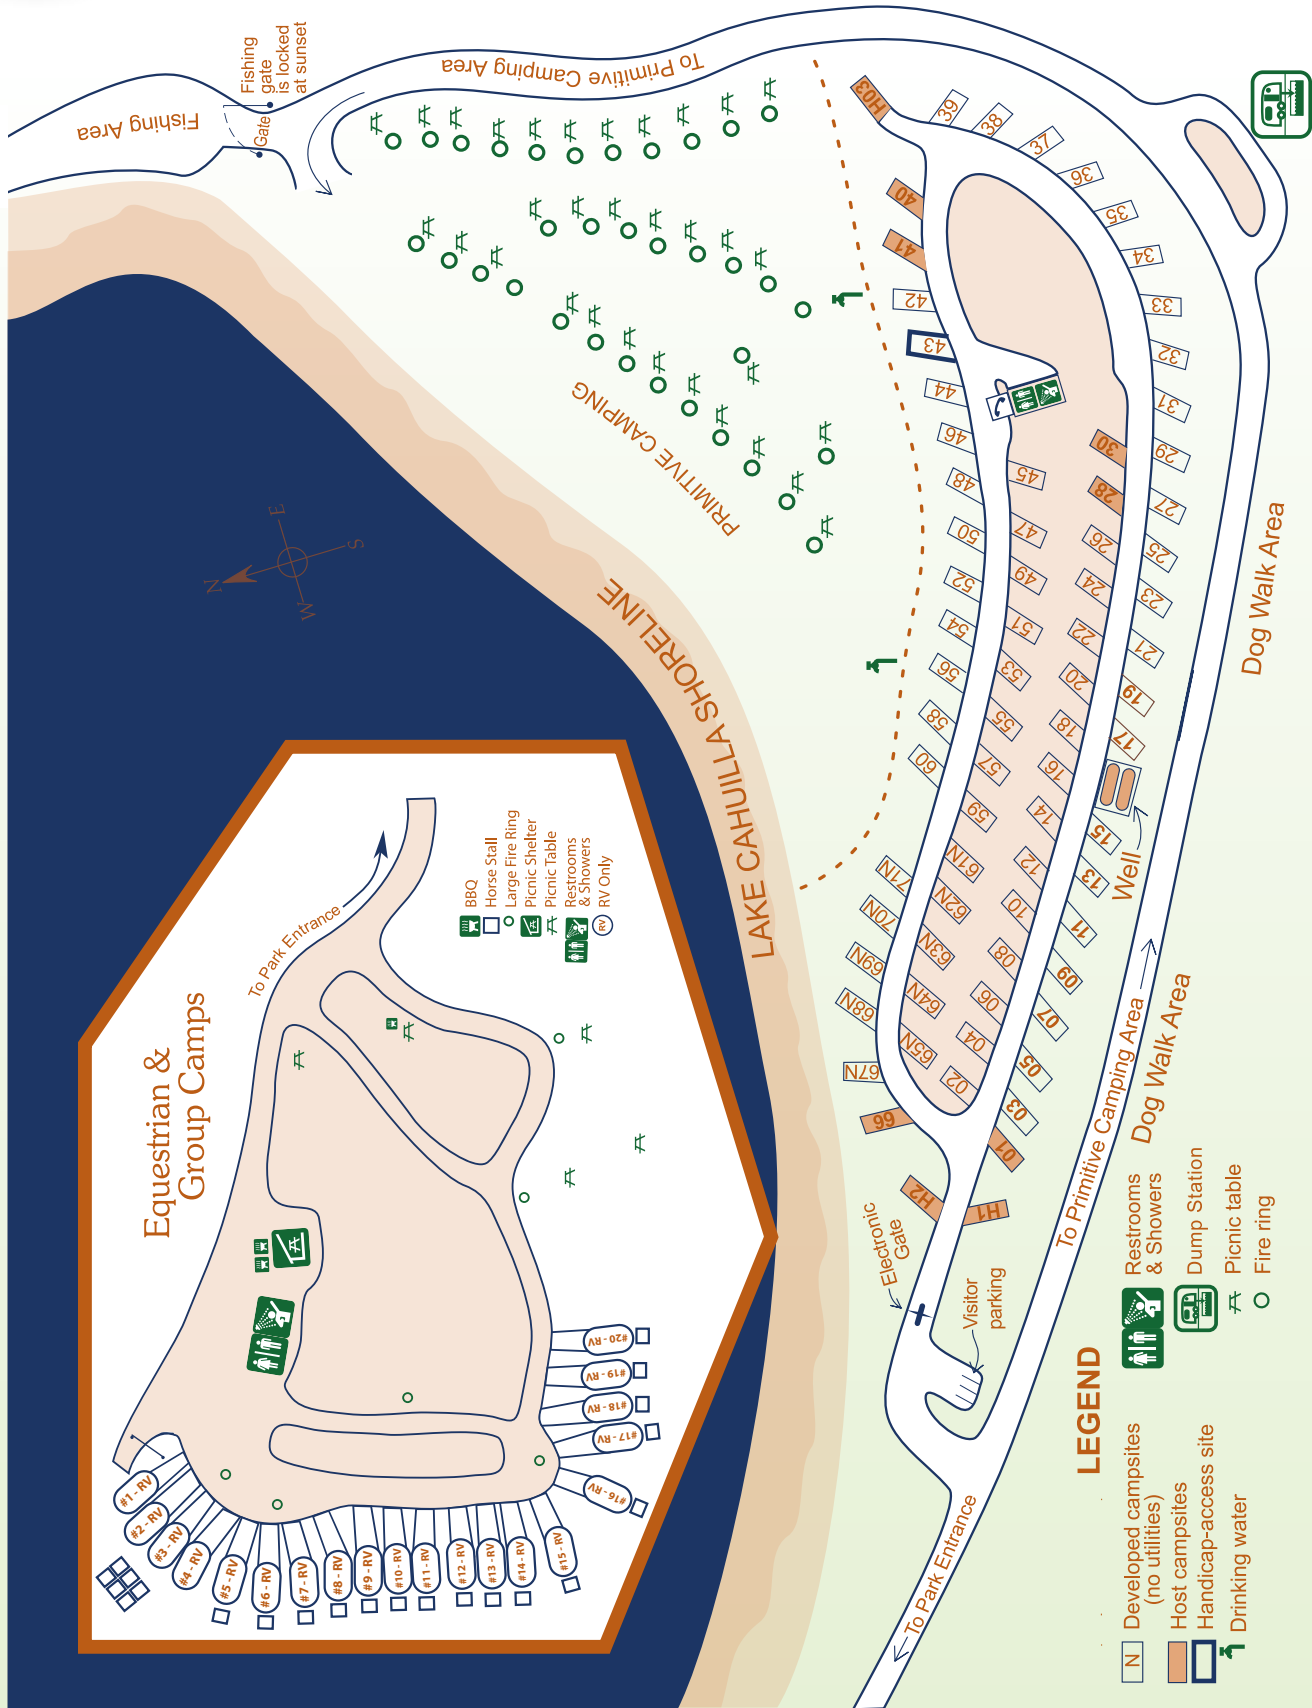 Fishing
gate
is locked
at sunset
Gate
Fishing Area
To Primitive Camping Area
PRIMITIVE CAMPING
LAKE CAHUILLA SHORELINE
N
E
S
W
H03
39
38
37
36
35
34
33
32
31
29
27
25
23
21
19
17
15
13
11
09
07
05
03
01
H1
H2
40
41
42
43
44
46
48
50
52
54
56
58
60
71N
70N
69N
68N
67N
66
45
47
49
51
53
55
57
59
61N
62N
63N
64N
65N
30
28
26
24
22
20
18
16
14
12
10
08
06
04
02
Well
Dog Walk Area
Dog Walk Area
To Primitive Camping Area
Electronic
Gate
Visitor
parking
To Park Entrance
Equestrian &
Group Camps
To Park Entrance
BBQ
Horse Stall
Large Fire Ring
Picnic Shelter
Picnic Table
Restrooms
& Showers
RV
RV Only
#1 - RV
#2 - RV
#3 - RV
#4 - RV
#5 - RV
#6 - RV
#7 - RV
#8 - RV
#9 - RV
#10 - RV
#11 - RV
#12 - RV
#13 - RV
#14 - RV
#15 - RV
#16 - RV
#17 - RV
#18 - RV
#19 - RV
#20 - RV
LEGEND
N
Developed campsites
(no utilities)
Host campsites
Handicap-access site
Drinking water
Restrooms
& Showers
Dump Station
Picnic table
Fire ring